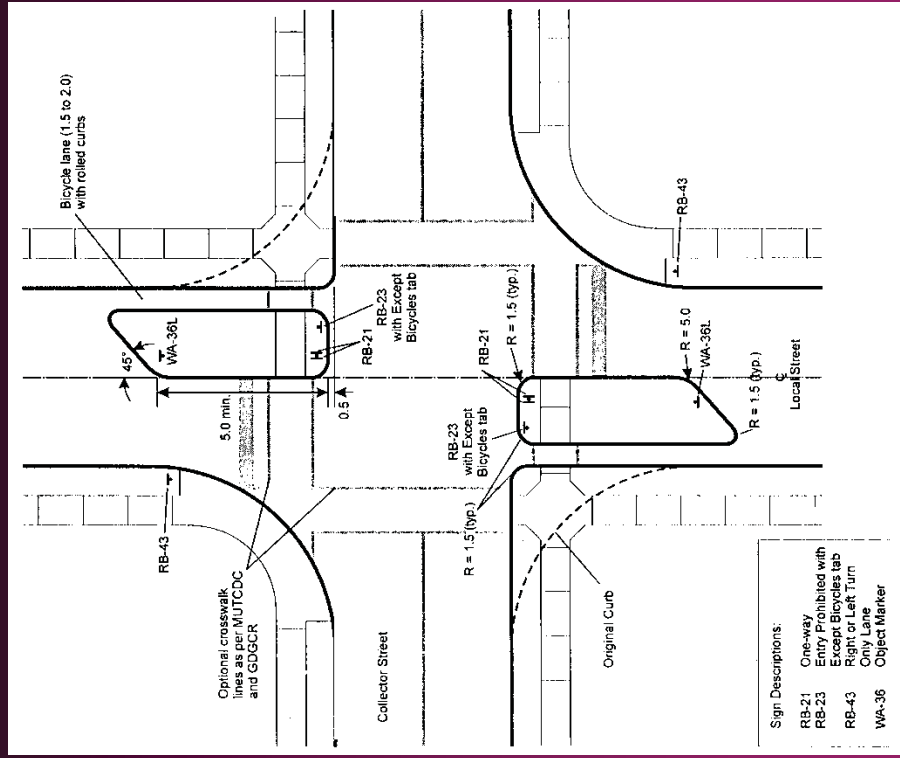 Bicycle lane (1.5 to 2.0)
with rolled curbs
45°
WA-36L
RB-23
with Except
Bicycles tab
RB-21
5.0 min.
0.5
RB-43
Optional crosswalk
lines as per MUTCDC
and GDGCR
Collector Street
RB-43
R = 1.5 (typ.)
RB-21
RB-23
with Except
Bicycles tab
R = 1.5 (typ.)
R = 5.0
WA-36L
R = 1.5 (typ.)
℄
Local Street
Original Curb
Sign Descriptions:
RB-21 One-way
RB-23 Entry Prohibited with
Except Bicycles tab
RB-43 Right or Left Turn
Only Lane
WA-36 Object Marker